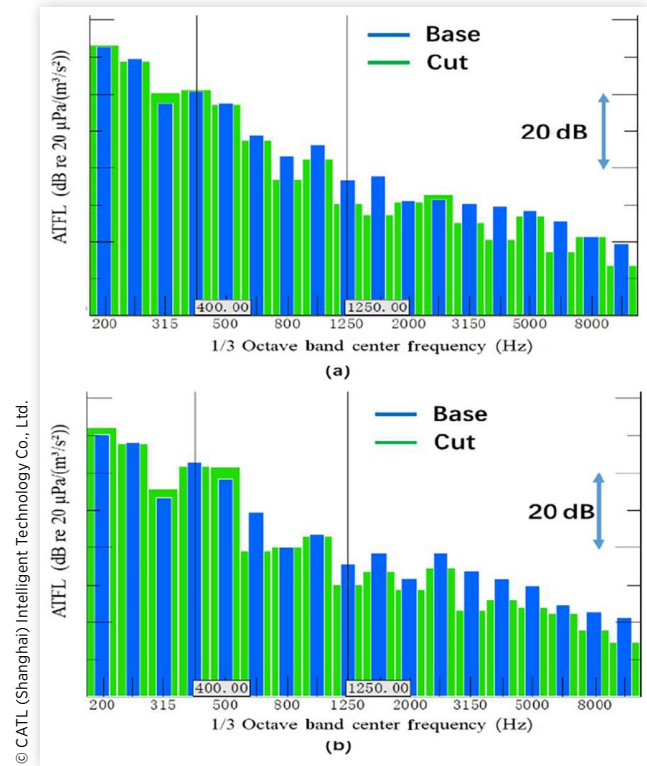 Base
Cut
20 dB
ATFL (dB re 20 μPa/(m³/s²))
400.00
1250.00
200 315 500 800 1250 2000 3150 5000 8000
1/3 Octave band center frequency (Hz)
(a)
Base
Cut
20 dB
ATFL (dB re 20 μPa/(m³/s²))
400.00
1250.00
200 315 500 800 1250 2000 3150 5000 8000
1/3 Octave band center frequency (Hz)
(b)
© CATL (Shanghai) Intelligent Technology Co., Ltd.